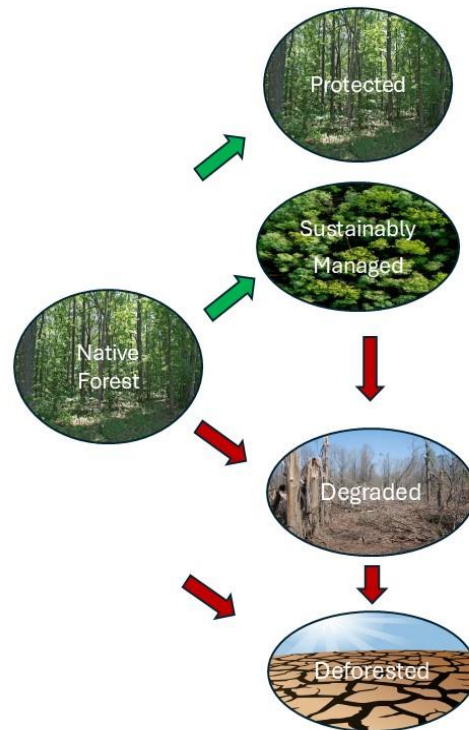 Protected
Sustainably
Managed
Native
Forest
Degraded
Deforested